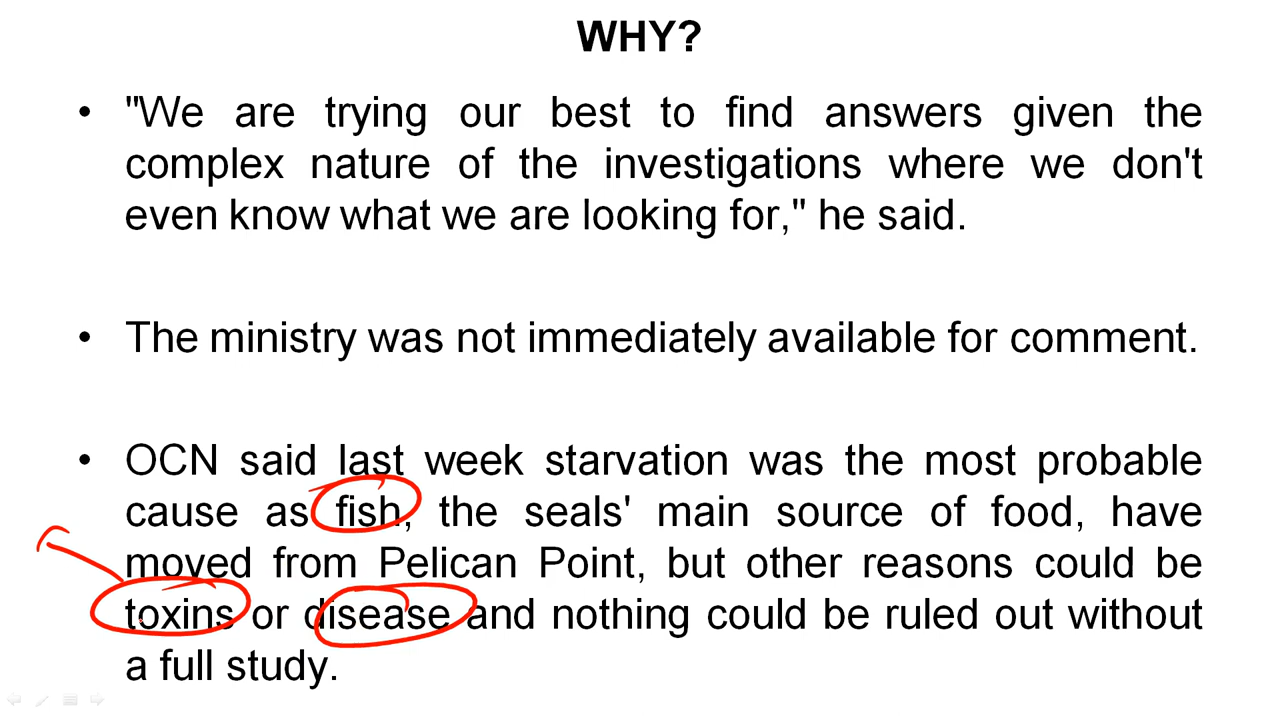 WHY?
• "We are trying our best to find answers given the
complex nature of the investigations where we don't
even know what we are looking for," he said.
• The ministry was not immediately available for comment.
• OCN said last week starvation was the most probable
cause as fish, the seals' main source of food, have
moved from Pelican Point, but other reasons could be
toxins or disease and nothing could be ruled out without
a full study.